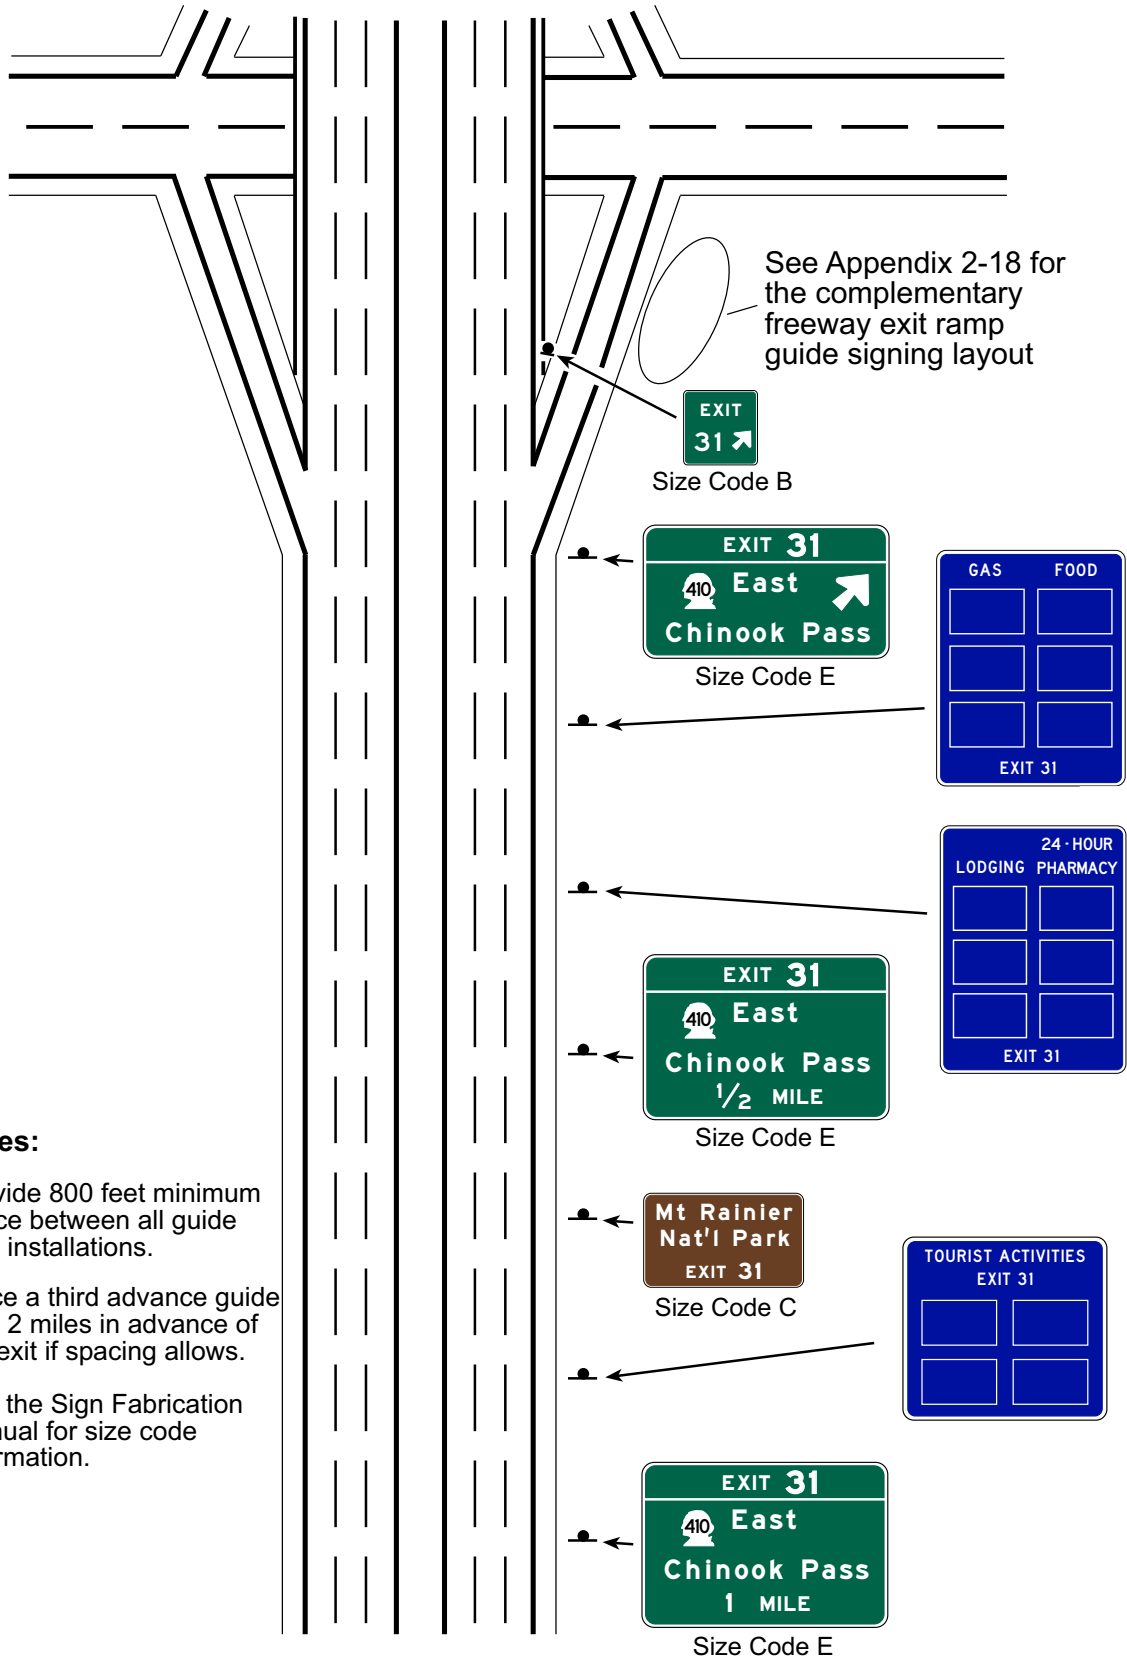 See Appendix 2-18 for
the complementary
freeway exit ramp
guide signing layout
EXIT
31
Size Code B
EXIT 31
410 East
Chinook Pass
Size Code E
GAS FOOD
EXIT 31
24-HOUR
LODGING PHARMACY
EXIT 31
EXIT 31
410 East
Chinook Pass
1/2 MILE
Size Code E
es:
vide 800 feet minimum
ce between all guide
installations.
ce a third advance guide
2 miles in advance of
exit if spacing allows.
the Sign Fabrication
nual for size code
rmation.
Mt Rainier
Nat'l Park
EXIT 31
Size Code C
TOURIST ACTIVITIES
EXIT 31
EXIT 31
410 East
Chinook Pass
1 MILE
Size Code E